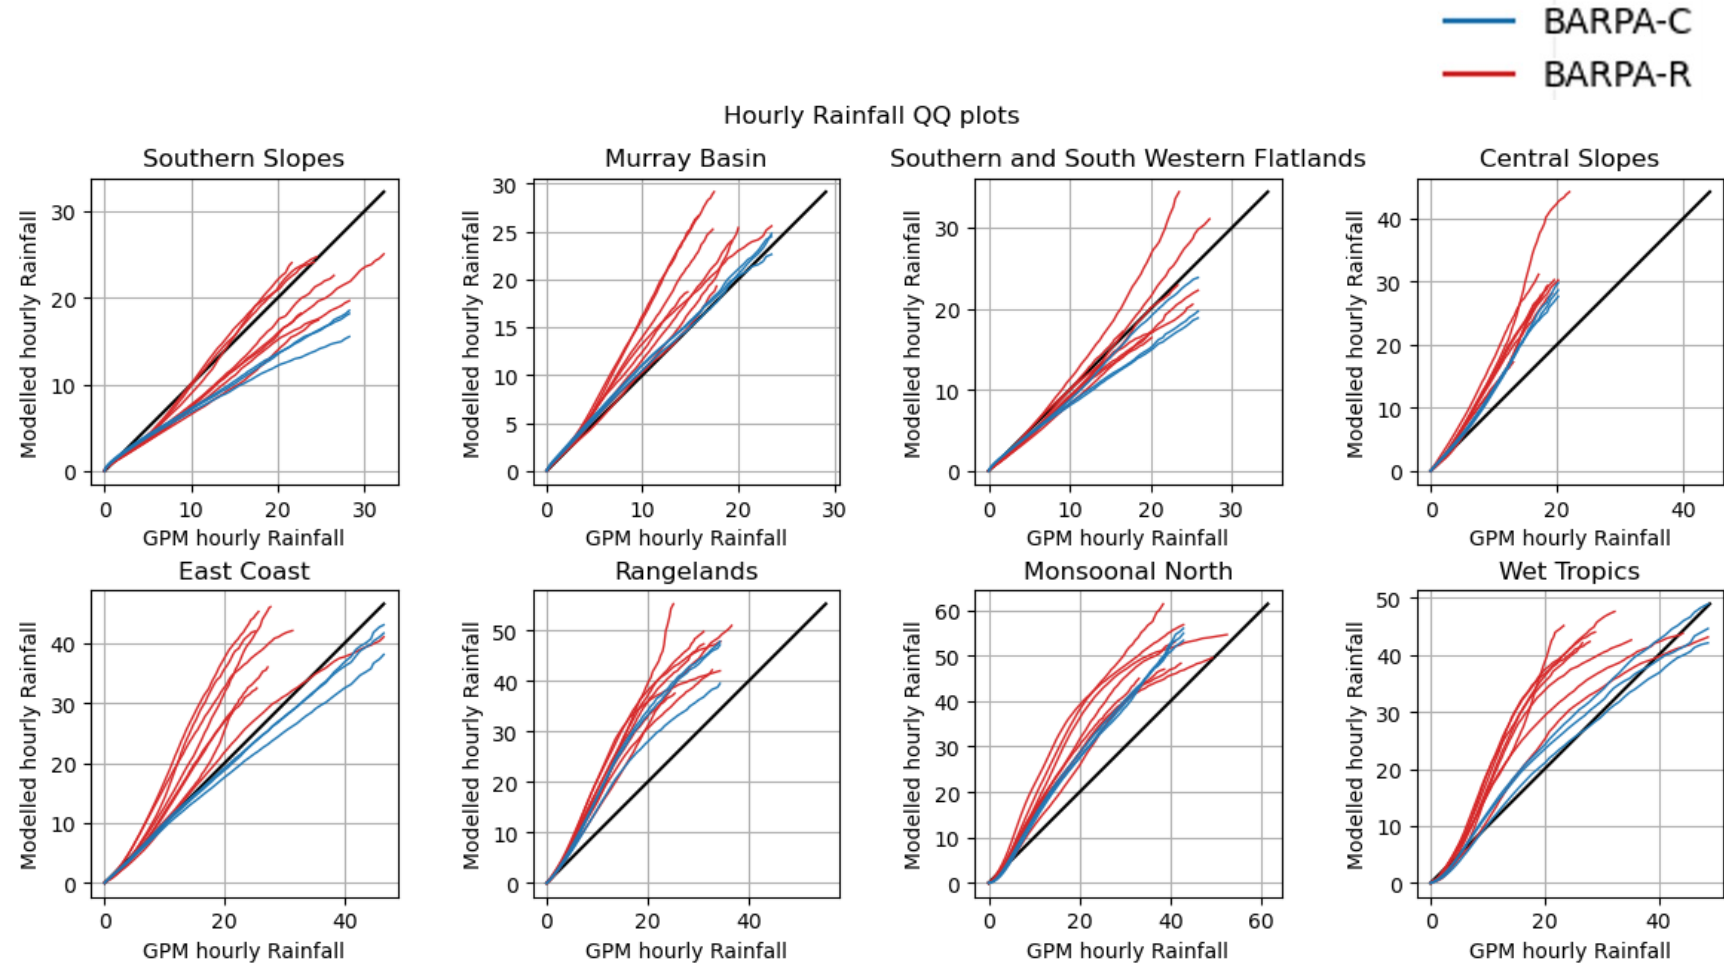 BARPA-C
BARPA-R
Hourly Rainfall QQ plots
Southern Slopes
Modelled hourly Rainfall
30
20
10
0
0 10 20 30
GPM hourly Rainfall
Murray Basin
Modelled hourly Rainfall
30
25
20
15
10
5
0
0 10 20 30
GPM hourly Rainfall
Southern and South Western Flatlands
Modelled hourly Rainfall
30
20
10
0
0 10 20 30
GPM hourly Rainfall
Central Slopes
Modelled hourly Rainfall
40
30
20
10
0
0 20 40
GPM hourly Rainfall
East Coast
Modelled hourly Rainfall
40
30
20
10
0
0 20 40
GPM hourly Rainfall
Rangelands
Modelled hourly Rainfall
50
40
30
20
10
0
0 20 40
GPM hourly Rainfall
Monsoonal North
Modelled hourly Rainfall
60
50
40
30
20
10
0
0 20 40 60
GPM hourly Rainfall
Wet Tropics
Modelled hourly Rainfall
50
40
30
20
10
0
0 20 40
GPM hourly Rainfall